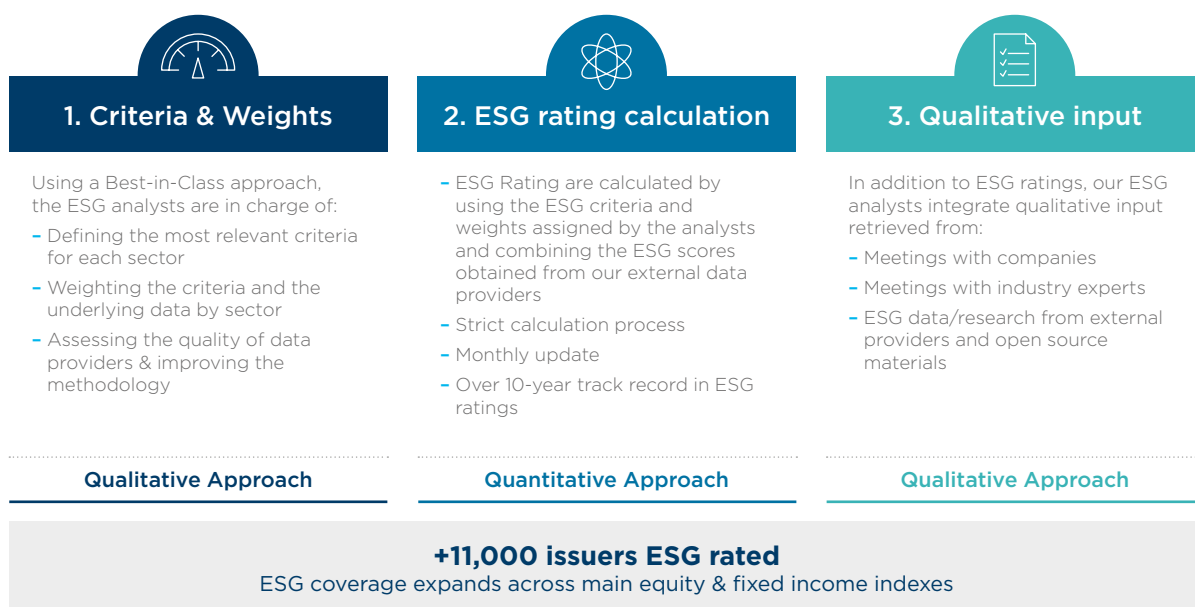 1. Criteria & Weights
Using a Best-in-Class approach,
the ESG analysts are in charge of:
– Defining the most relevant criteria
for each sector
– Weighting the criteria and the
underlying data by sector
– Assessing the quality of data
providers & improving the
methodology
Qualitative Approach
2. ESG rating calculation
– ESG Rating are calculated by
using the ESG criteria and
weights assigned by the analysts
and combining the ESG scores
obtained from our external data
providers
– Strict calculation process
– Monthly update
– Over 10-year track record in ESG
ratings
Quantitative Approach
3. Qualitative input
In addition to ESG ratings, our ESG
analysts integrate qualitative input
retrieved from:
– Meetings with companies
– Meetings with industry experts
– ESG data/research from external
providers and open source
materials
Qualitative Approach
+11,000 issuers ESG rated
ESG coverage expands across main equity & fixed income indexes